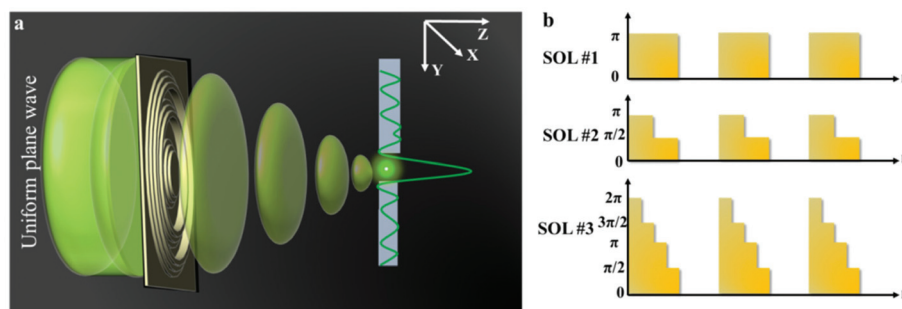 a
Uniform plane wave
Z
X
Y
b
SOL #1
π
0
SOL #2
π
π/2
0
SOL #3
2π
3π/2
π
π/2
0